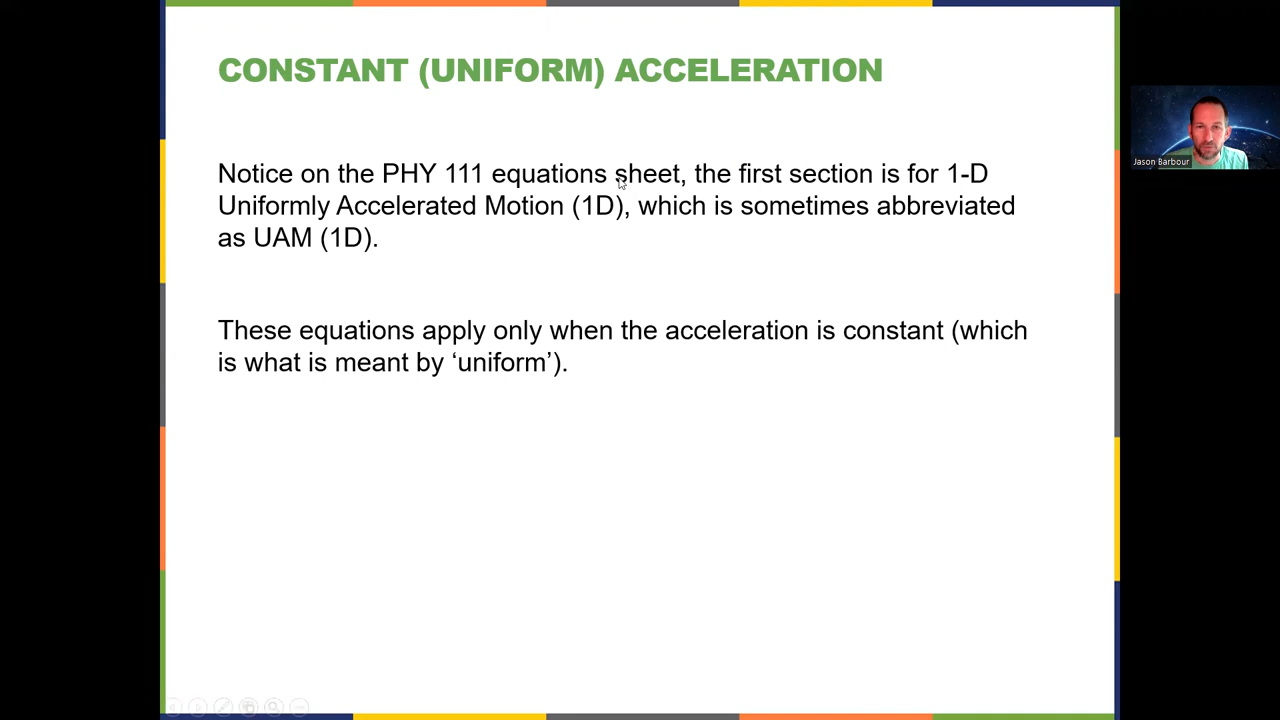 CONSTANT (UNIFORM) ACCELERATION
Notice on the PHY 111 equations sheet, the first section is for 1-D
Uniformly Accelerated Motion (1D), which is sometimes abbreviated
as UAM (1D).
These equations apply only when the acceleration is constant (which
is what is meant by ‘uniform’).
Jason Barbour